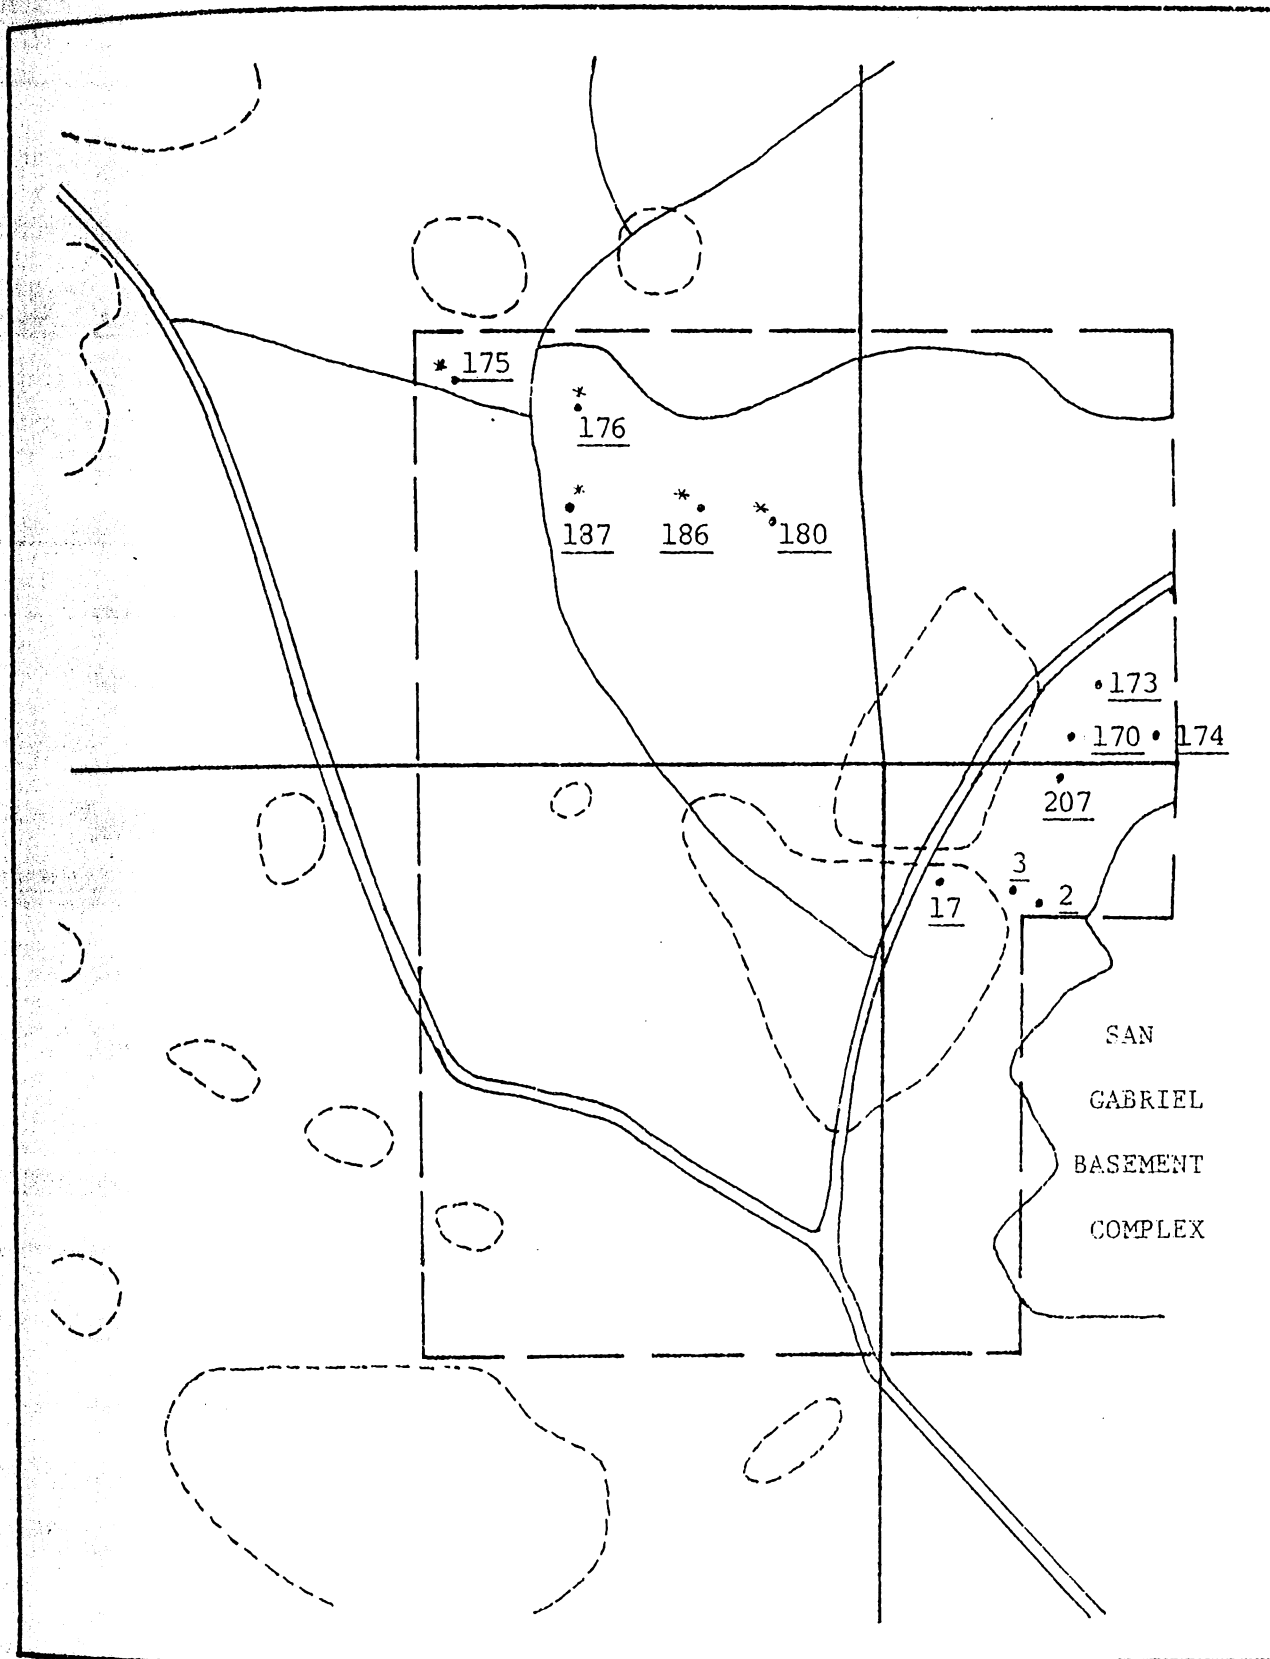 * 175
*
176
* * *
187 186 180
173
170 174
207
3
17 2
SAN
GABRIEL
BASEMENT
COMPLEX